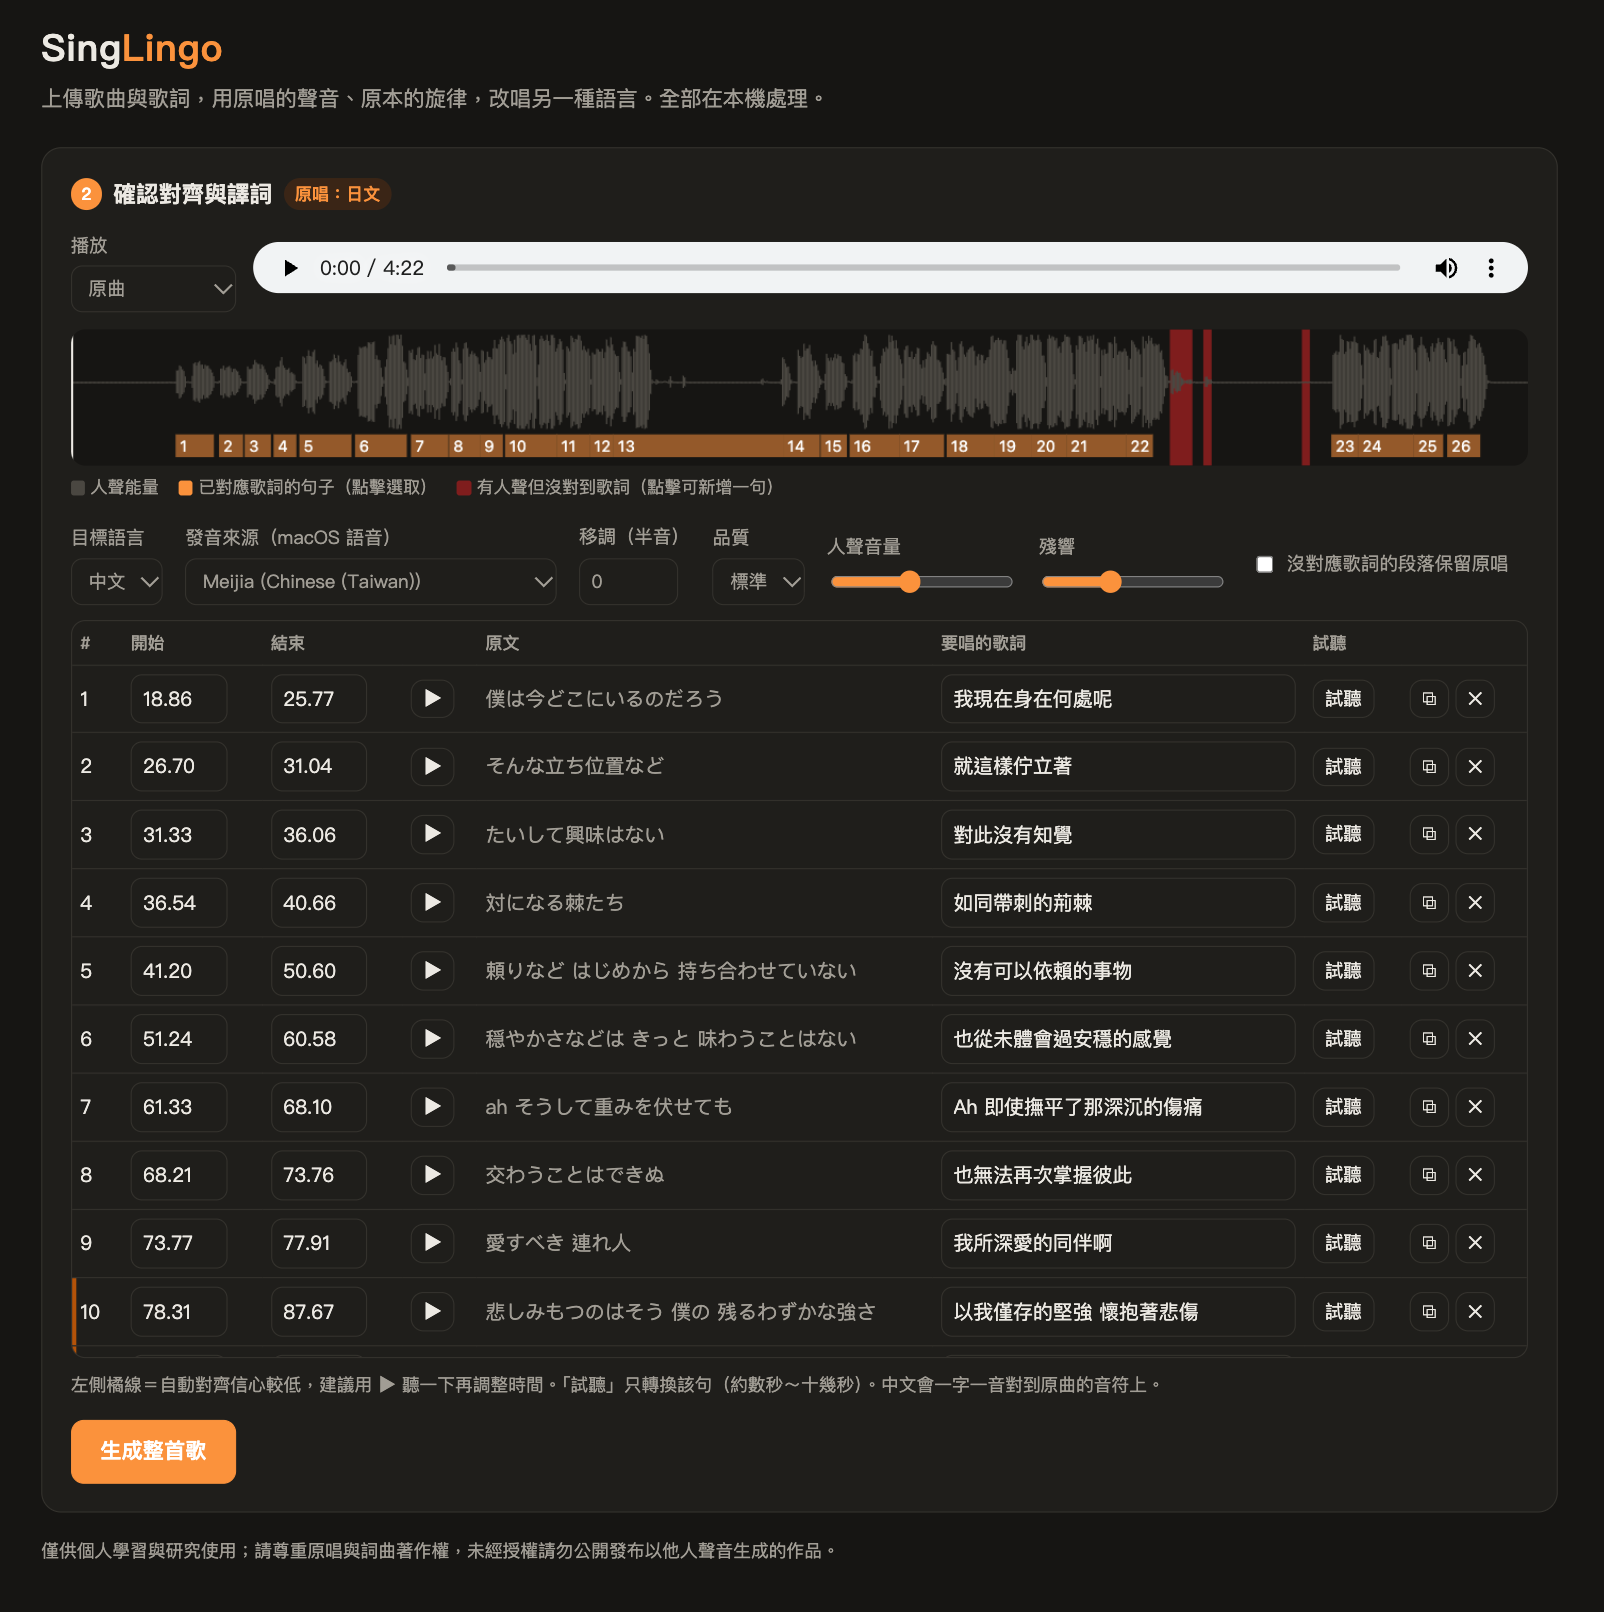 SingLingo
上傳歌曲與歌詞，用原唱的聲音、原本的旋律，改唱另一種語言。全部在本機處理。
2 確認對齊與譯詞 原唱：日文
播放
原曲
0:00 / 4:22
1 2 3 4 5 6 7 8 9 10 11 12 13 14 15 16 17 18 19 20 21 22 23 24 25 26
人聲能量 已對應歌詞的句子（點擊選取） 有人聲但沒對到歌詞（點擊可新增一句）
目標語言 發音來源（macOS 語音） 移調（半音） 品質 人聲音量 殘響
中文 Meijia (Chinese (Taiwan)) 0 標準 沒對應歌詞的段落保留原唱
# 開始 結束 原文 要唱的歌詞 試聽
1 18.86 25.77 僕は今どこにいるのだろう 我現在身在何處呢 試聽
2 26.70 31.04 そんな立ち位置など 就這樣佇立著 試聽
3 31.33 36.06 たいして興味はない 對此沒有知覺 試聽
4 36.54 40.66 対になる棘たち 如同帶刺的荊棘 試聽
5 41.20 50.60 頼りなど はじめから 持ち合わせていない 沒有可以依賴的事物 試聽
6 51.24 60.58 穏やかさなどは きっと 味わうことはない 也從未體會過安穩的感覺 試聽
7 61.33 68.10 ah そうして重みを伏せても Ah 即使撫平了那深沉的傷痛 試聽
8 68.21 73.76 交わうことはできぬ 也無法再次掌握彼此 試聽
9 73.77 77.91 愛すべき 連れ人 我所深愛的同伴啊 試聽
10 78.31 87.67 悲しみもつのはそう 僕の 残るわずかな強さ 以我僅存的堅強 懷抱著悲傷 試聽
左側橘線＝自動對齊信心較低，建議用 ▶ 聽一下再調整時間。「試聽」只轉換該句（約數秒～十幾秒）。中文會一字一音對到原曲的音符上。
生成整首歌
僅供個人學習與研究使用；請尊重原唱與詞曲著作權，未經授權請勿公開發布以他人聲音生成的作品。